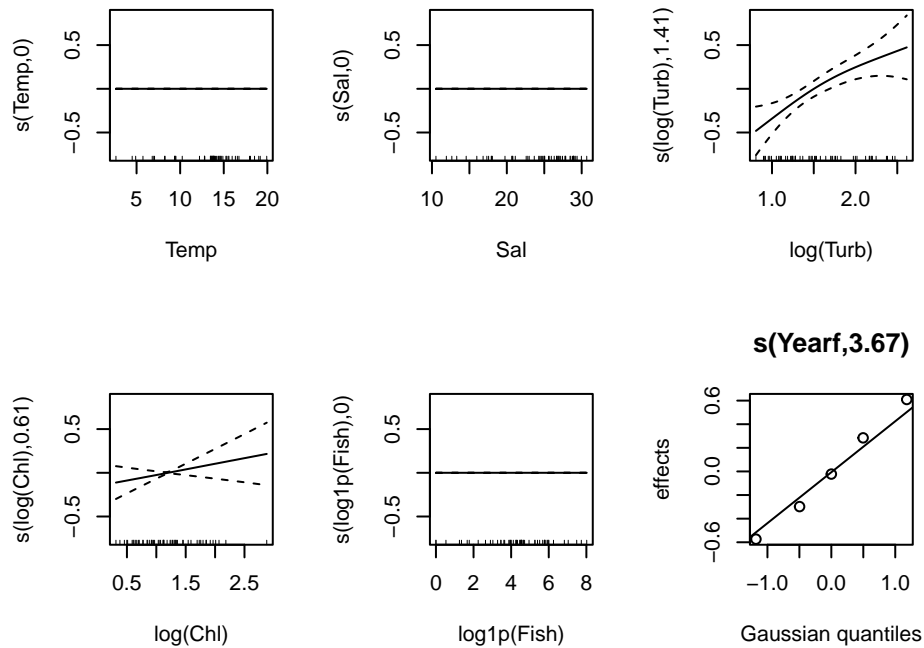 s(Temp,0)
0.5
−0.5
5 10 15 20
Temp
s(Sal,0)
0.5
−0.5
10 20 30
Sal
s(log(Turb),1.41)
0.5
−0.5
1.0 2.0
log(Turb)
s(log(Chl),0.61)
0.5
−0.5
0.5 1.5 2.5
log(Chl)
s(log1p(Fish),0)
0.5
−0.5
0 2 4 6 8
log1p(Fish)
s(Yearf,3.67)
effects
0.6
0.0
−0.6
−1.0 0.0 1.0
Gaussian quantiles